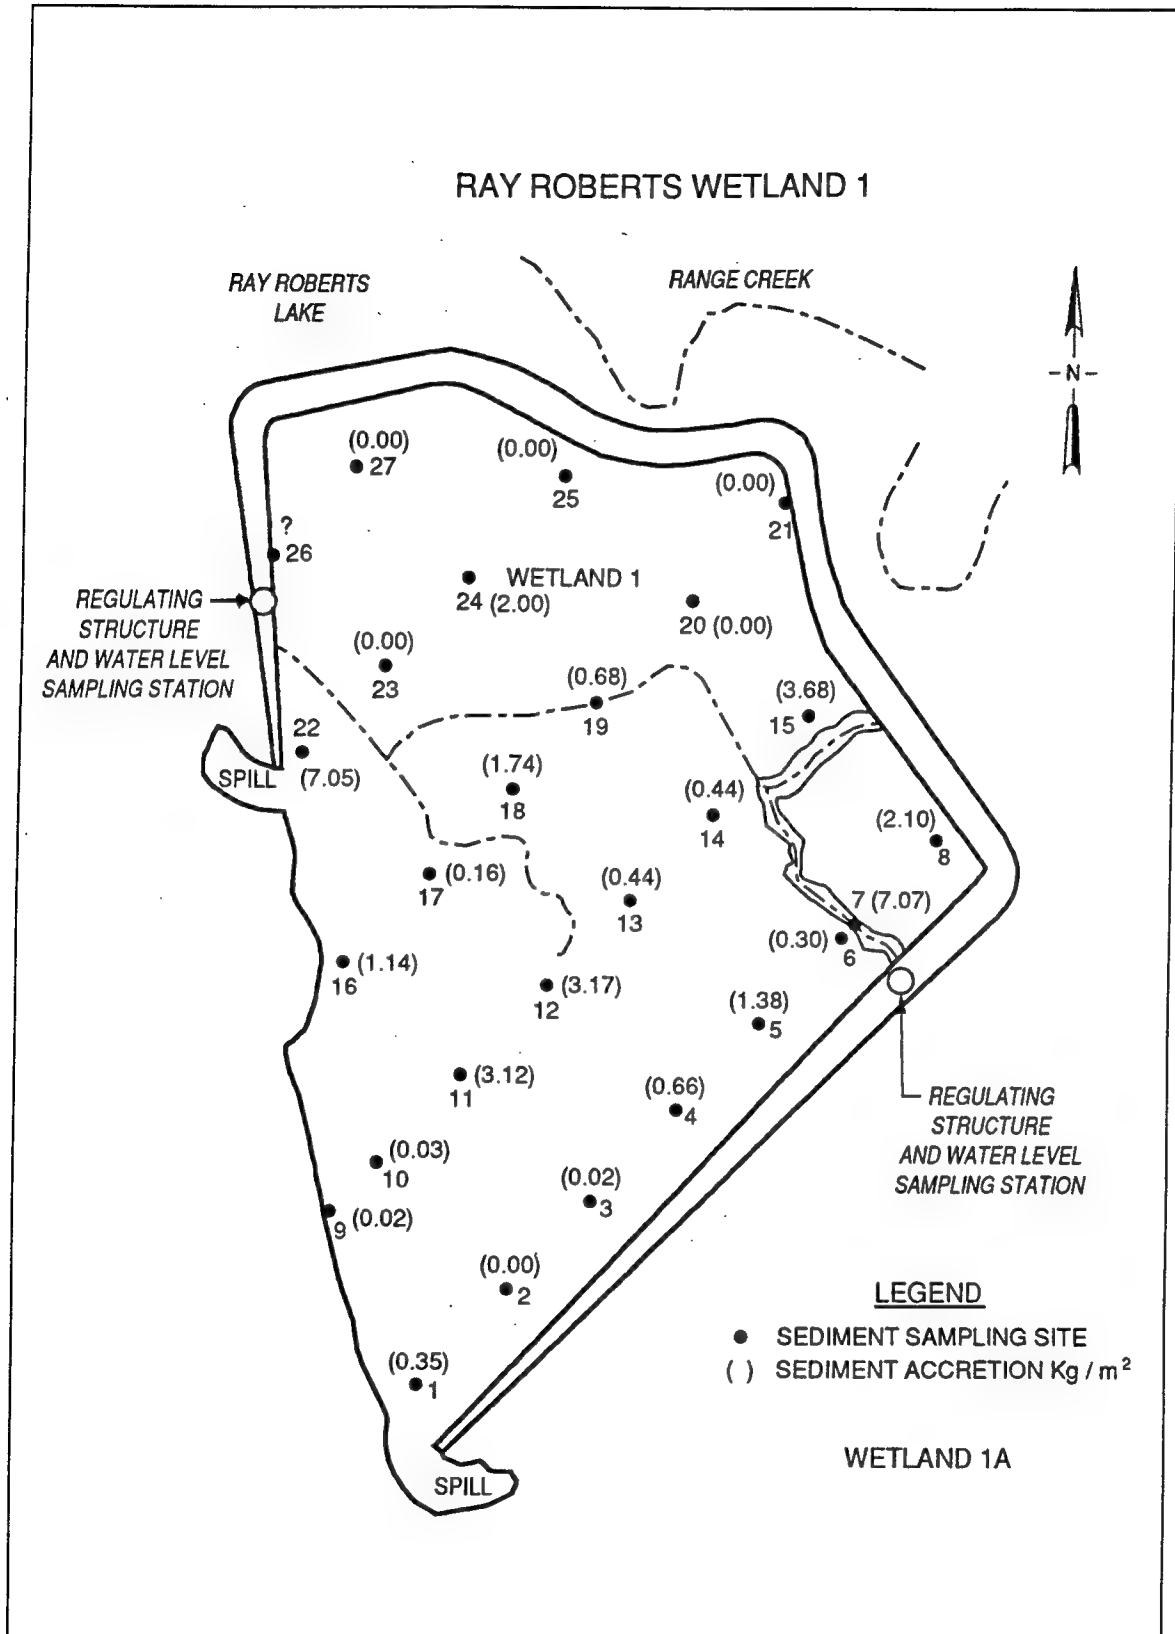 RAY ROBERTS WETLAND 1
RAY ROBERTS
LAKE
RANGE CREEK
- N -
(0.00)
27
(0.00)
25
(0.00)
21
?
26
WETLAND 1
24 (2.00)
20 (0.00)
REGULATING
STRUCTURE
AND WATER LEVEL
SAMPLING STATION
(0.00)
23
(0.68)
19
(3.68)
15
22
(7.05)
SPILL
(1.74)
18
(0.44)
14
(2.10)
8
17 (0.16)
(0.44)
13
7 (7.07)
(0.30)
6
16 (1.14)
12 (3.17)
(1.38)
5
11 (3.12)
(0.66)
4
REGULATING
STRUCTURE
AND WATER LEVEL
SAMPLING STATION
(0.03)
10
(0.02)
3
9 (0.02)
(0.00)
2
LEGEND
● SEDIMENT SAMPLING SITE
( ) SEDIMENT ACCRETION Kg / m²
(0.35)
1
WETLAND 1A
SPILL